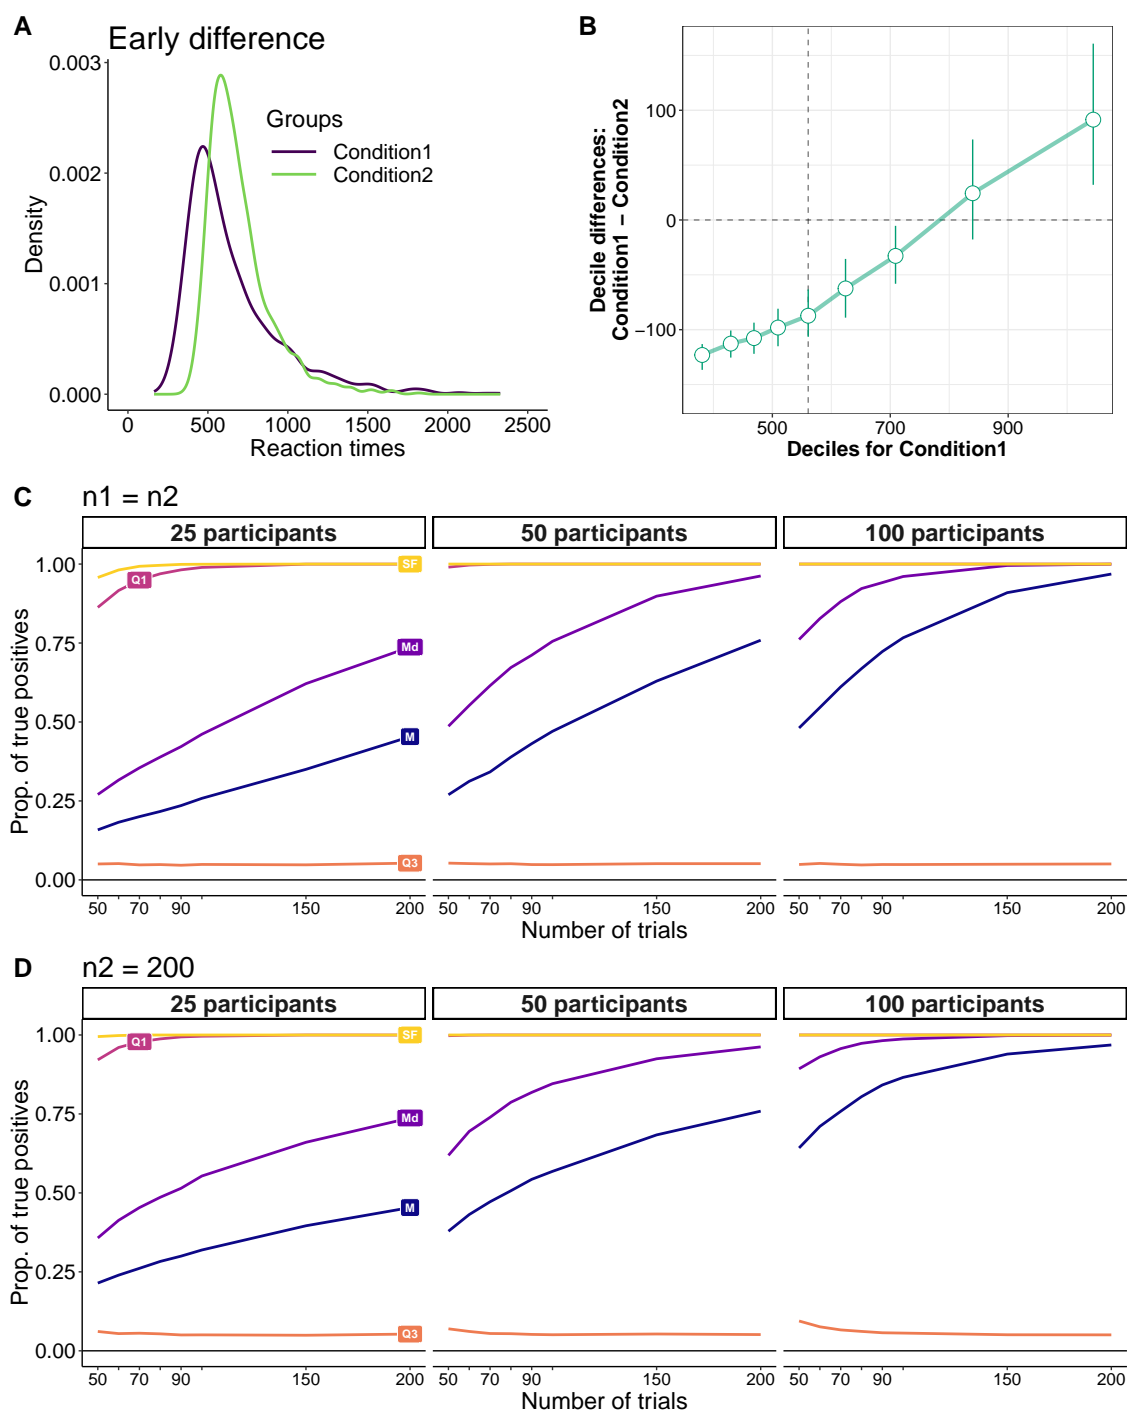 A
Early difference
0.003
0.002
0.001
0.000
Density
Groups
Condition1
Condition2
0 500 1000 1500 2000 2500
Reaction times
B
Decile differences:
Condition1 − Condition2
100
0
−100
500 700 900
Deciles for Condition1
C
n1 = n2
25 participants 50 participants 100 participants
Prop. of true positives
1.00
0.75
0.50
0.25
0.00
SF
Q1
Md
M
Q3
50 70 90 150 200 50 70 90 150 200 50 70 90 150 200
Number of trials
D
n2 = 200
25 participants 50 participants 100 participants
Prop. of true positives
1.00
0.75
0.50
0.25
0.00
SF
Q1
Md
M
Q3
50 70 90 150 200 50 70 90 150 200 50 70 90 150 200
Number of trials